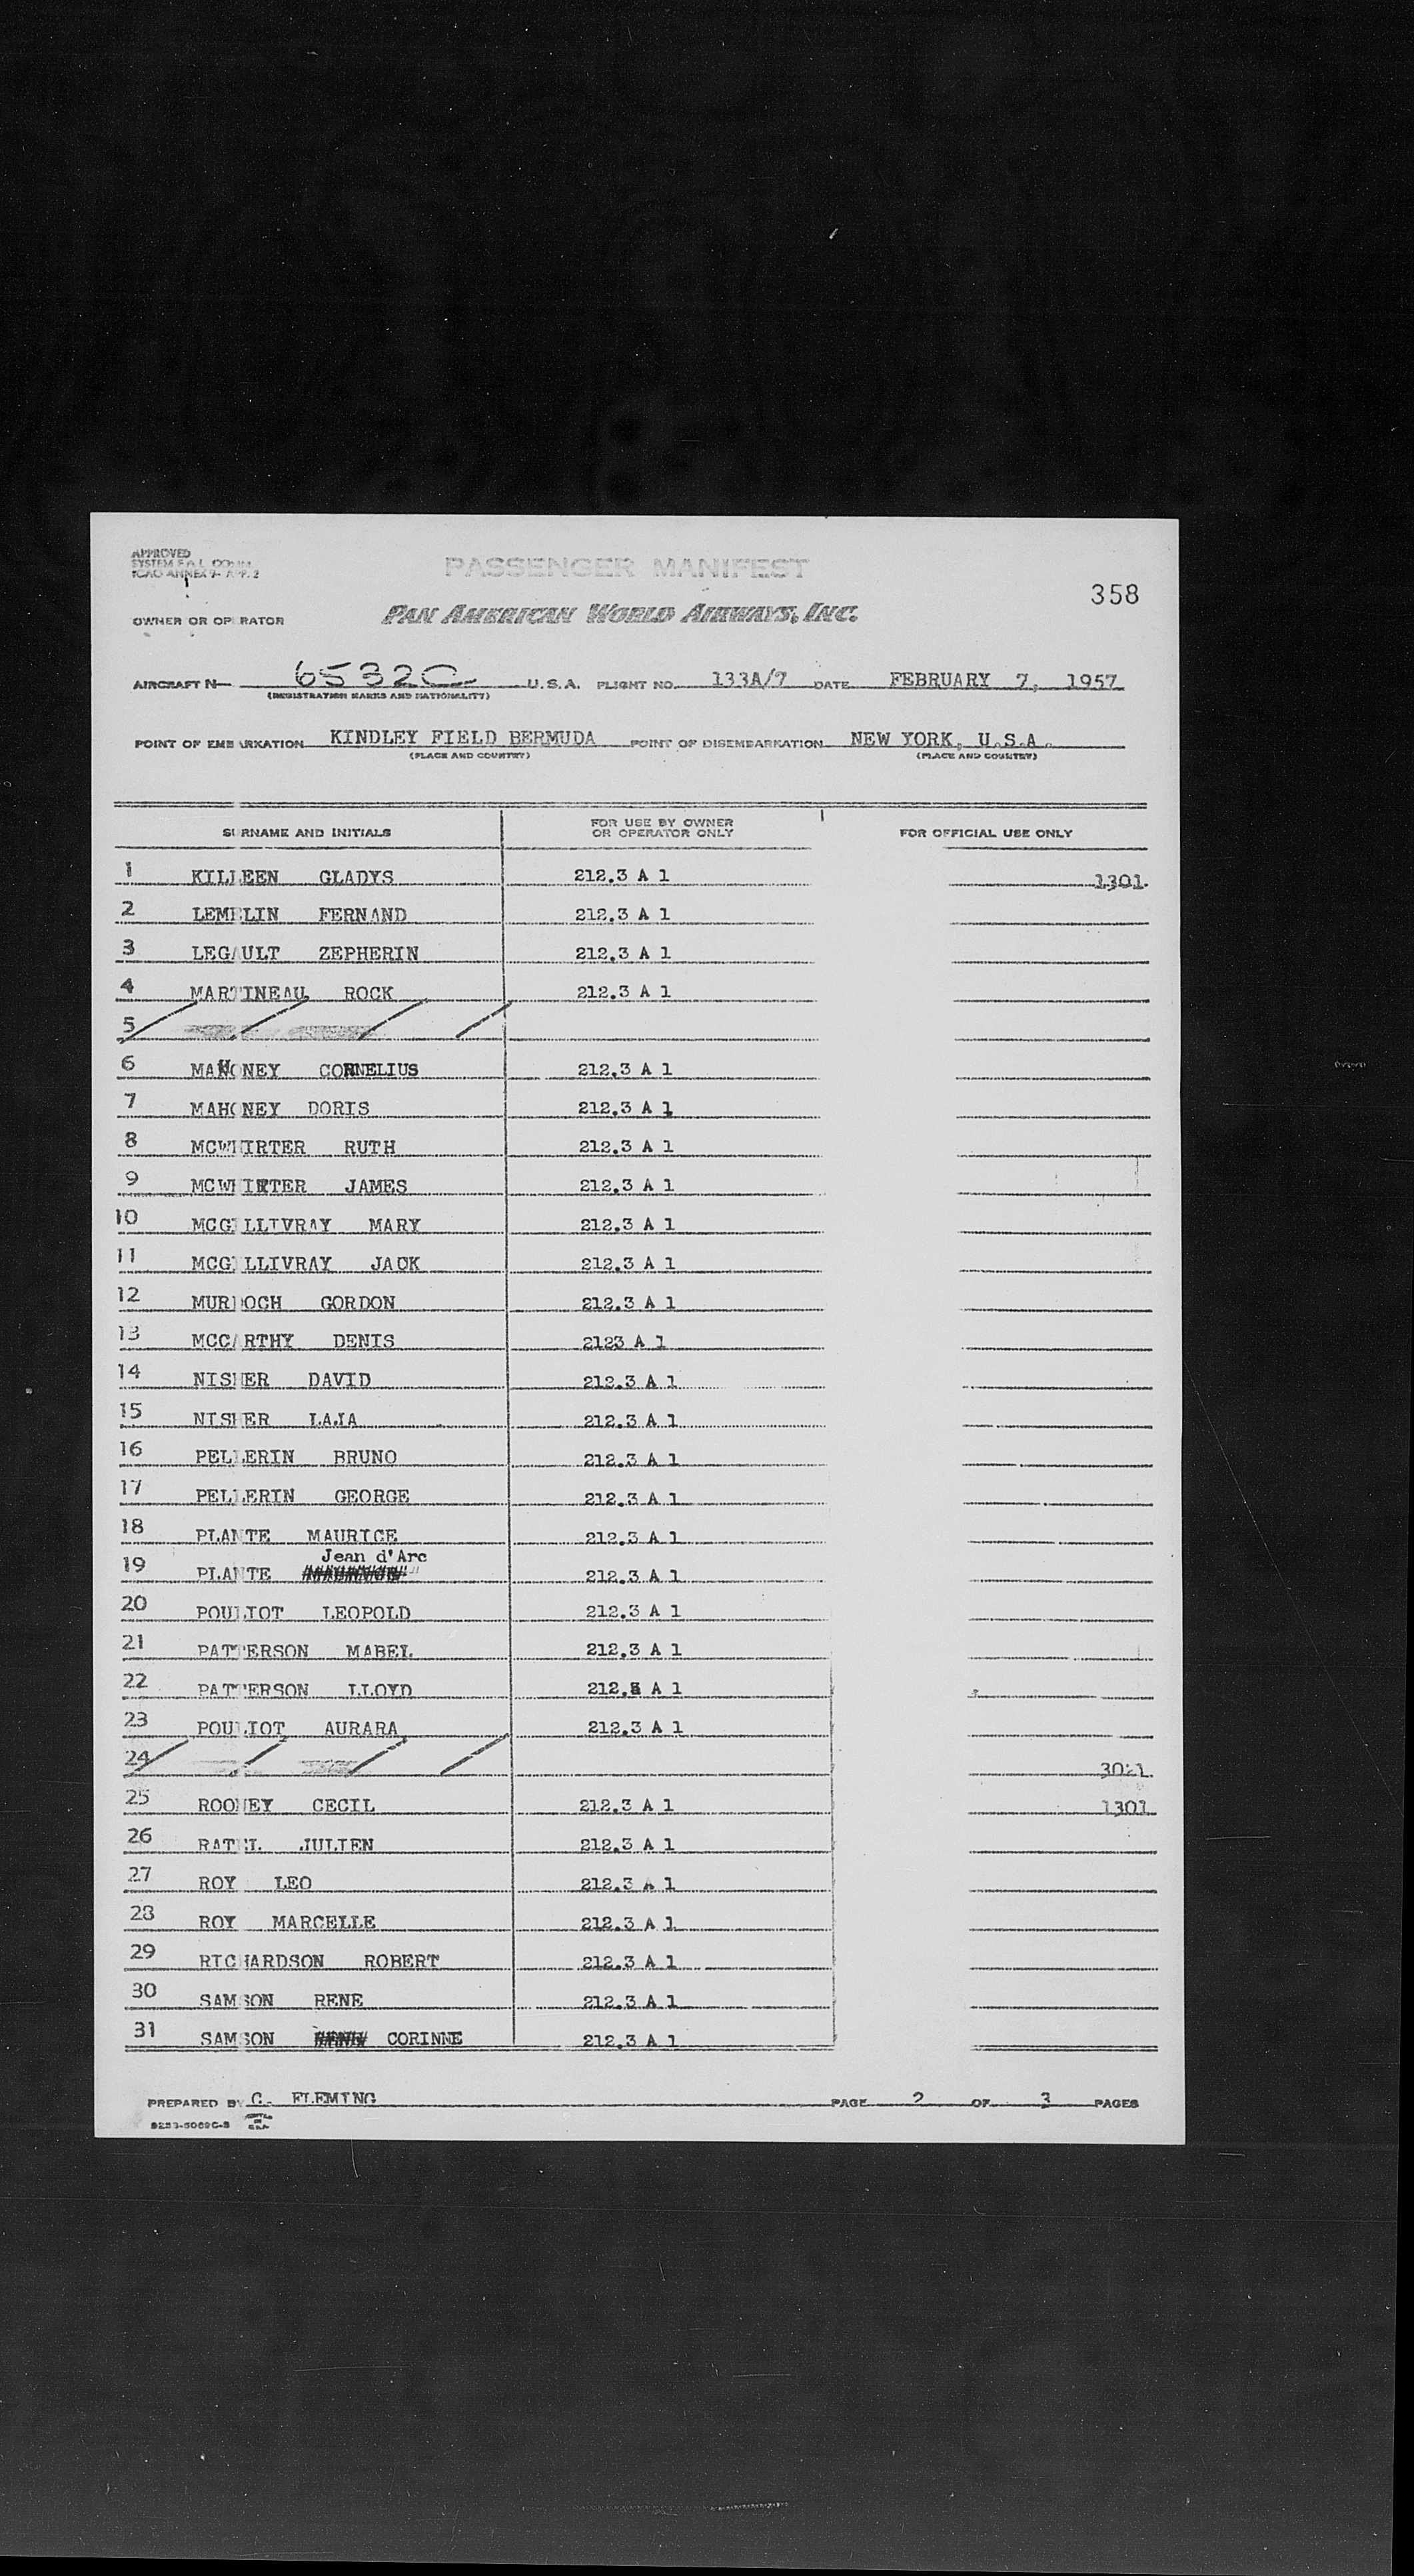 APPROVED
SYSTEM F.A.L. COMM.
ICAO ANNEX 9- APP. 2
PASSENGER MANIFEST
358
OWNER OR OPERATOR PAN AMERICAN WORLD AIRWAYS, INC.
AIRCRAFT N— 6532C U.S.A. FLIGHT NO. 133A/7 DATE FEBRUARY 7, 1957
(REGISTRATION MARKS AND NATIONALITY)
POINT OF EMBARKATION KINDLEY FIELD BERMUDA POINT OF DISEMBARKATION NEW YORK, U.S.A.
(PLACE AND COUNTRY) (PLACE AND COUNTRY)
SURNAME AND INITIALS FOR USE BY OWNER OR OPERATOR ONLY FOR OFFICIAL USE ONLY
1 KILLEEN GLADYS 212.3 A 1 1301
2 LEMELIN FERNAND 212.3 A 1
3 LEGAULT ZEPHERIN 212.3 A 1
4 MARTINEAU ROCK 212.3 A 1
5
6 MAHONEY CORNELIUS 212.3 A 1
7 MAHONEY DORIS 212.3 A 1
8 MCWHIRTER RUTH 212.3 A 1
9 MCWHIRTER JAMES 212.3 A 1
10 MCGILLIVRAY MARY 212.3 A 1
11 MCGILLIVRAY JACK 212.3 A 1
12 MURDOCH GORDON 212.3 A 1
13 MCCARTHY DENIS 2123 A 1
14 NISHER DAVID 212.3 A 1
15 NISHER LAJA 212.3 A 1
16 PELLERIN BRUNO 212.3 A 1
17 PELLERIN GEORGE 212.3 A 1
18 PLANTE MAURICE 212.3 A 1
Jean d'Arc
19 PLANTE 212.3 A 1
20 POULIOT LEOPOLD 212.3 A 1
21 PATTERSON MABEL 212.3 A 1
22 PATTERSON LLOYD 212.3 A 1
23 POULIOT AURARA 212.3 A 1
24 3021
25 ROONEY CECIL 212.3 A 1 1301
26 RATEL JULIEN 212.3 A 1
27 ROY LEO 212.3 A 1
28 ROY MARCELLE 212.3 A 1
29 RICHARDSON ROBERT 212.3 A 1
30 SAMSON RENE 212.3 A 1
31 SAMSON CORINNE 212.3 A 1
PREPARED BY C. FLEMING PAGE 2 OF 3 PAGES